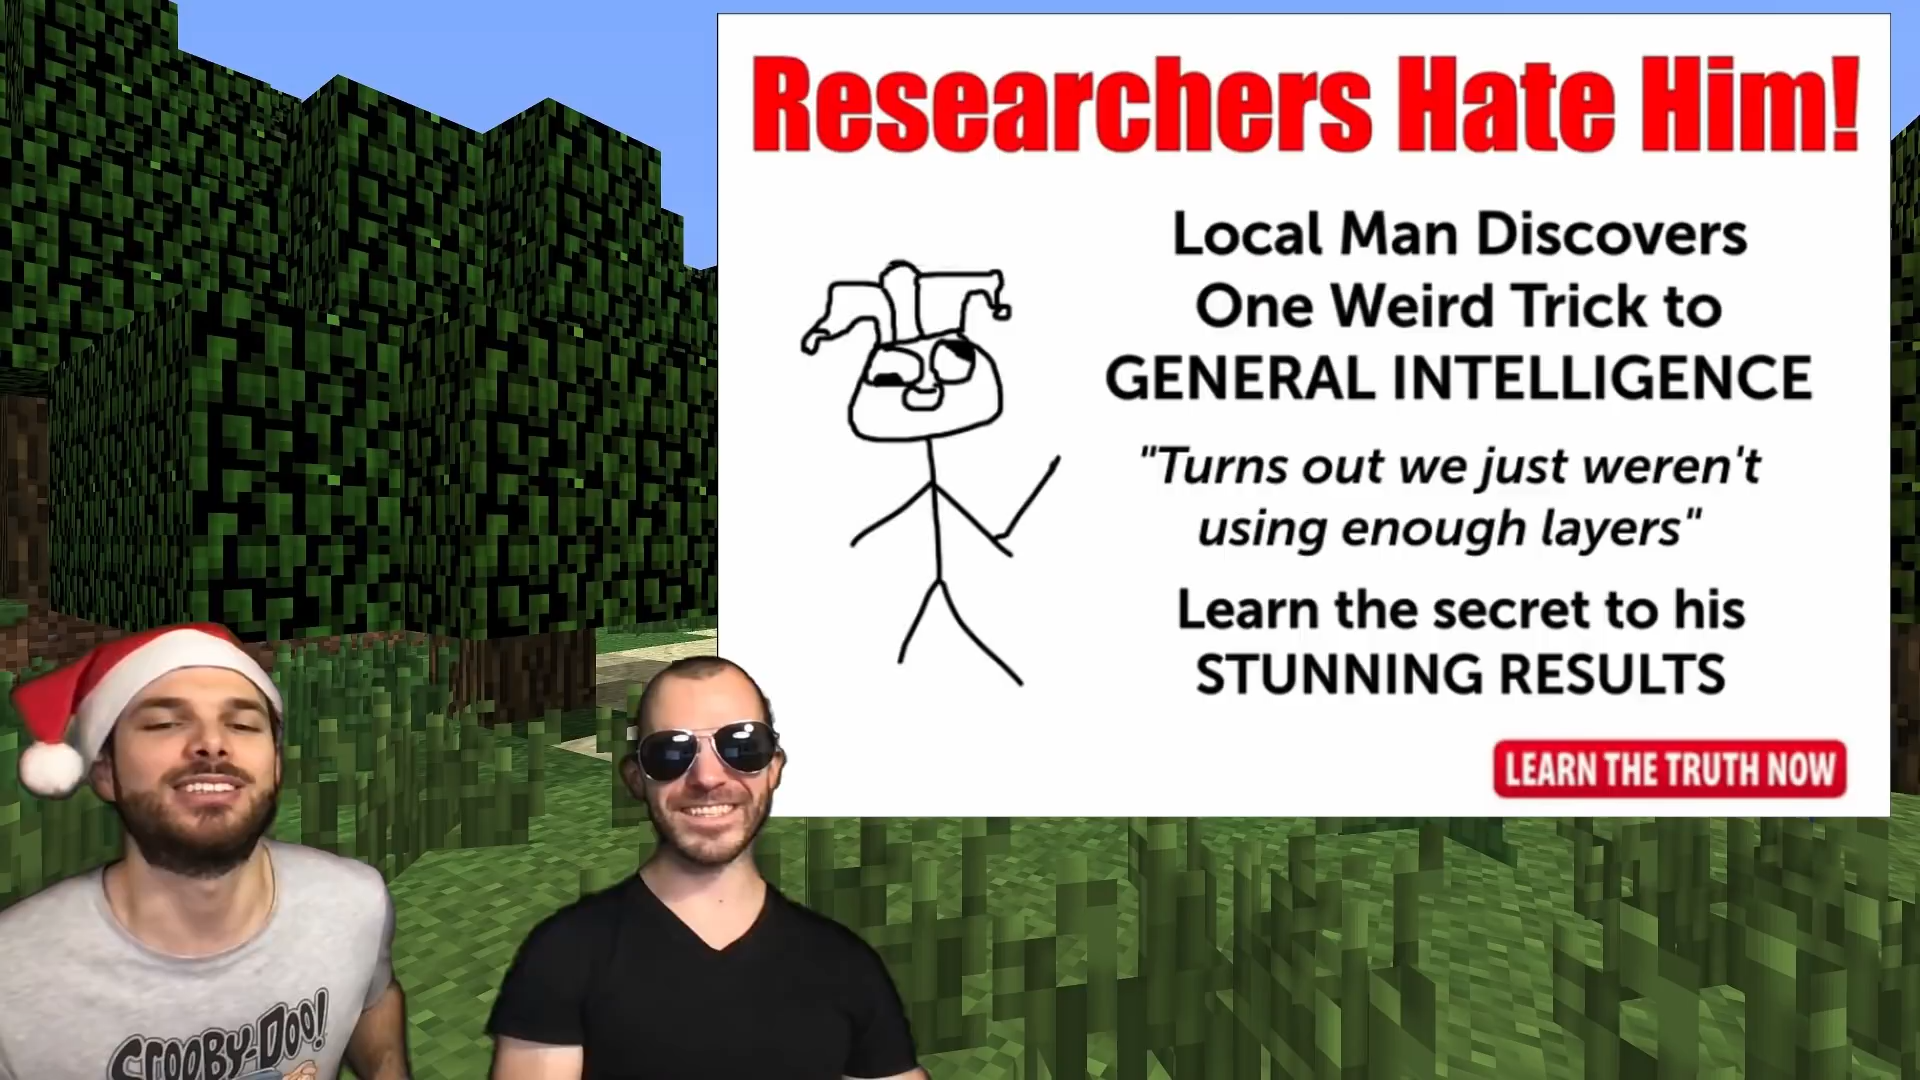 Researchers Hate Him!
Local Man Discovers
One Weird Trick to
GENERAL INTELLIGENCE
"Turns out we just weren't
using enough layers"
Learn the secret to his
STUNNING RESULTS
LEARN THE TRUTH NOW
SCOOBY-DOO!